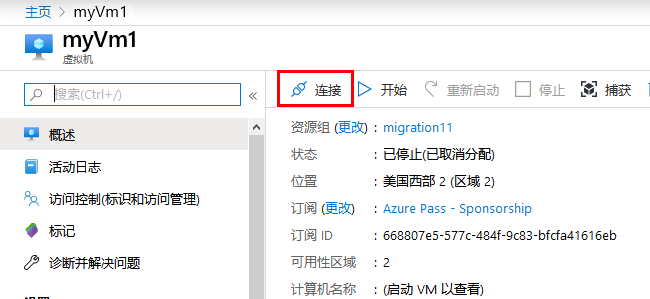 主页 > myVm1
myVm1
虚拟机
搜索(Ctrl+/)
«
连接 开始 重新启动 停止 捕获
概述
活动日志
访问控制(标识和访问管理)
标记
诊断并解决问题
资源组 (更改) : migration11
状态 : 已停止(已取消分配)
位置 : 美国西部 2 (区域 2)
订阅 (更改) : Azure Pass - Sponsorship
订阅 ID : 668807e5-577c-484f-9c83-bfcfa41616eb
可用性区域 : 2
计算机名称 : (启动 VM 以查看)